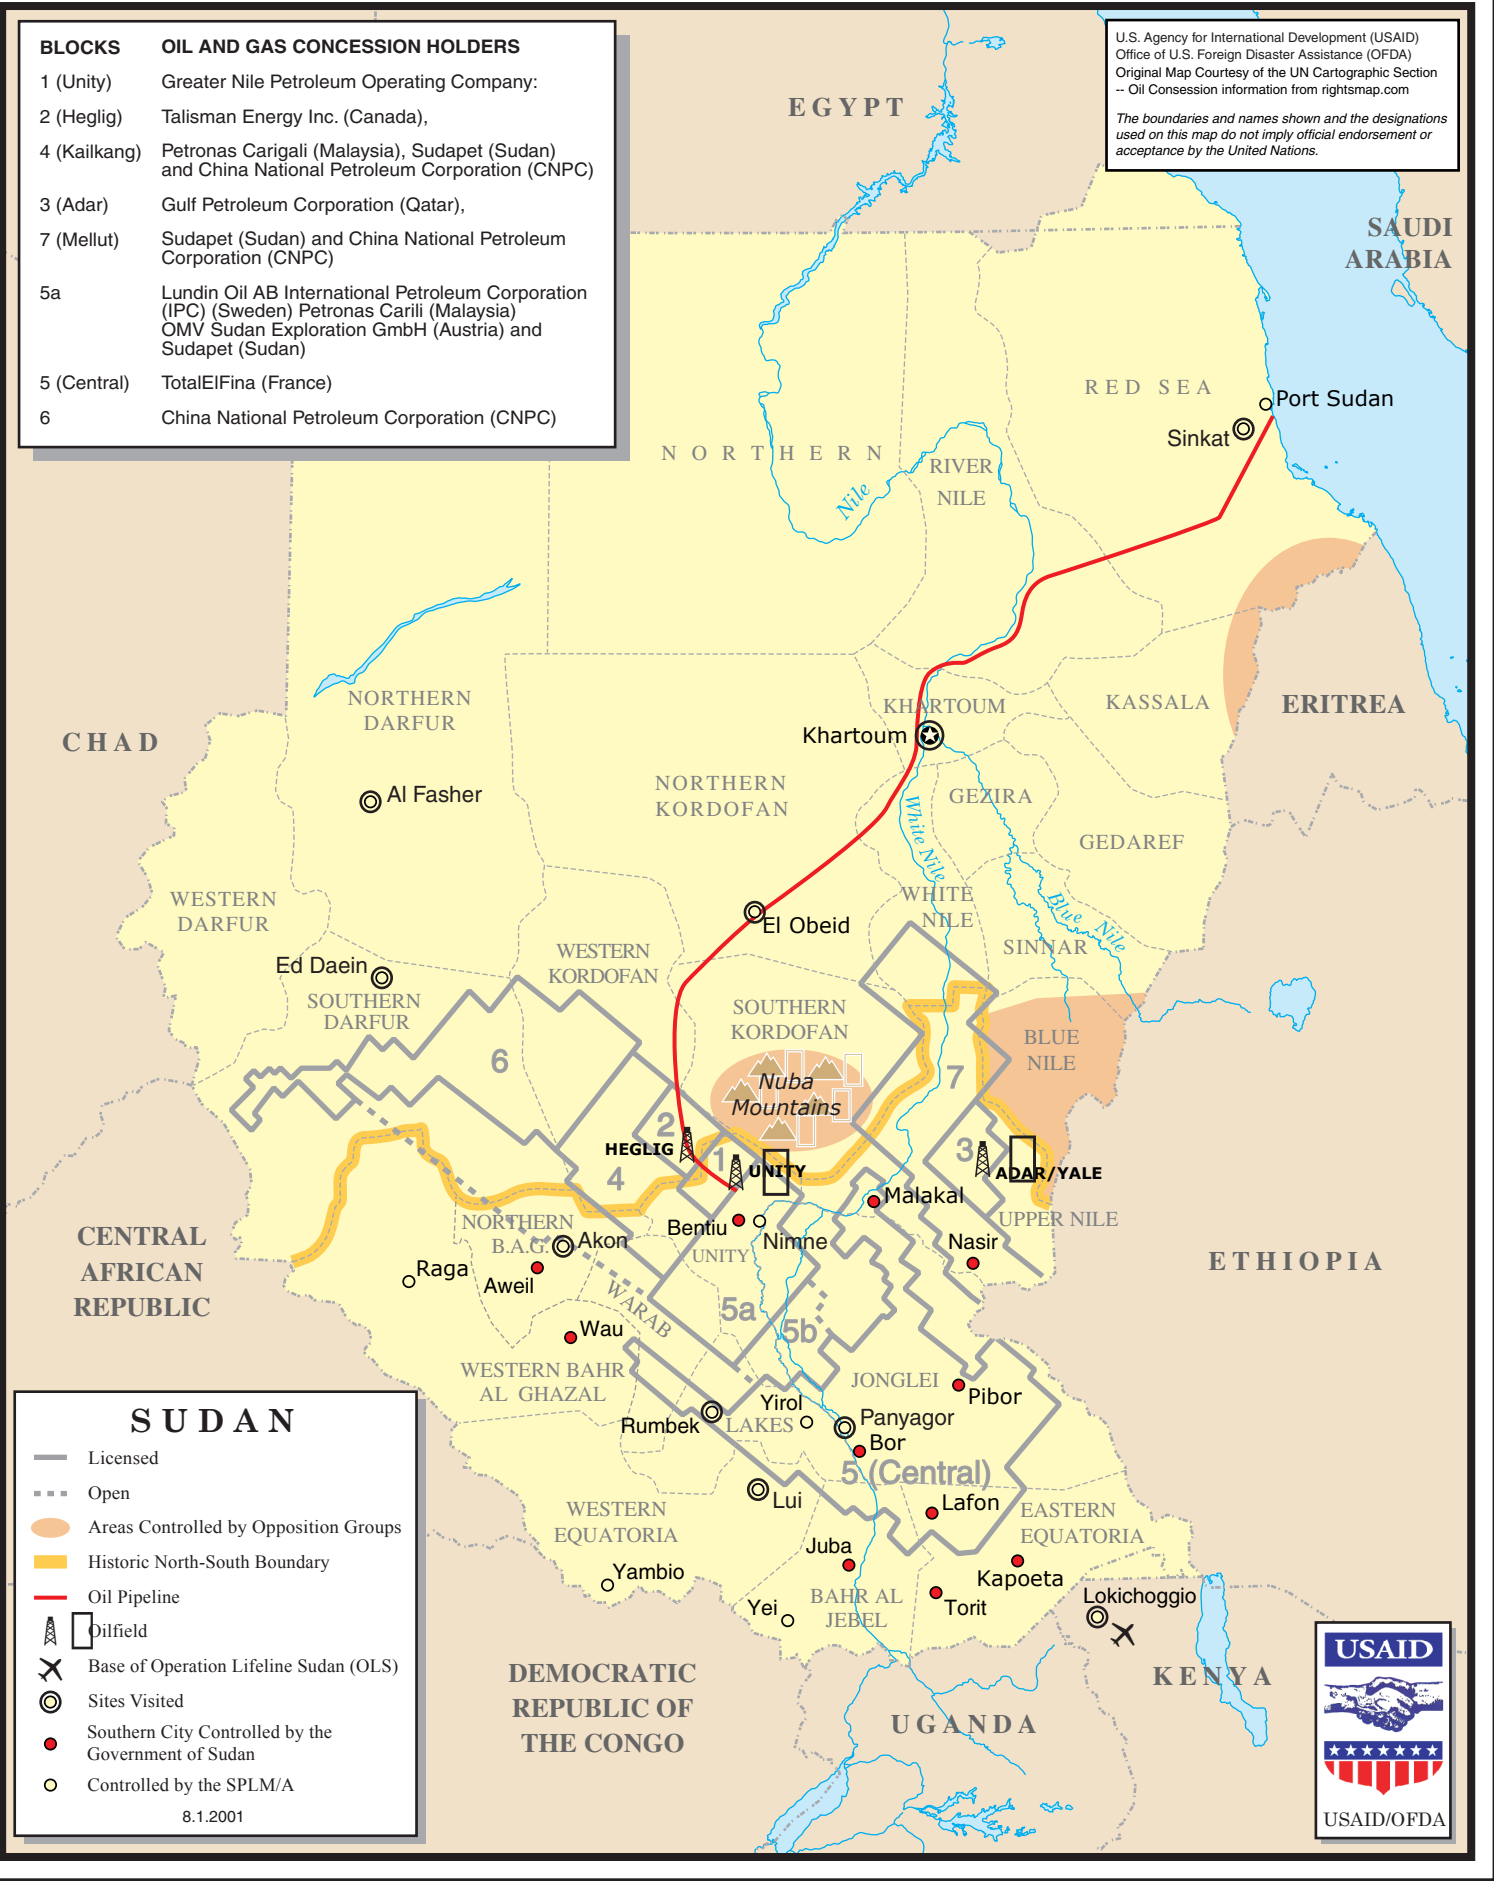 BLOCKS OIL AND GAS CONCESSION HOLDERS
1 (Unity) Greater Nile Petroleum Operating Company:
2 (Heglig) Talisman Energy Inc. (Canada),
4 (Kailkang) Petronas Carigali (Malaysia), Sudapet (Sudan)
and China National Petroleum Corporation (CNPC)
3 (Adar) Gulf Petroleum Corporation (Qatar),
7 (Mellut) Sudapet (Sudan) and China National Petroleum
Corporation (CNPC)
5a Lundin Oil AB International Petroleum Corporation
(IPC) (Sweden) Petronas Carili (Malaysia)
OMV Sudan Exploration GmbH (Austria) and
Sudapet (Sudan)
5 (Central) TotalElFina (France)
6 China National Petroleum Corporation (CNPC)
U.S. Agency for International Development (USAID)
Office of U.S. Foreign Disaster Assistance (OFDA)
Original Map Courtesy of the UN Cartographic Section
-- Oil Consession information from rightsmap.com
The boundaries and names shown and the designations
used on this map do not imply official endorsement or
acceptance by the United Nations.
EGYPT
SAUDI
ARABIA
RED SEA
Port Sudan
Sinkat
NORTHERN
RIVER
NILE
Nile
NORTHERN
DARFUR
CHAD
KHARTOUM
Khartoum
KASSALA
ERITREA
NORTHERN
KORDOFAN
GEZIRA
Al Fasher
White Nile
GEDAREF
WESTERN
DARFUR
WHITE
NILE
Blue Nile
El Obeid
SINNAR
WESTERN
KORDOFAN
Ed Daein
SOUTHERN
DARFUR
SOUTHERN
KORDOFAN
BLUE
NILE
6
7
Nuba
Mountains
2
HEGLIG
1
UNITY
3
ADAR/YALE
4
Malakal
UPPER NILE
NORTHERN
B.A.G.
Akon
Bentiu
Nimne
UNITY
Nasir
ETHIOPIA
CENTRAL
AFRICAN
REPUBLIC
Raga
Aweil
WARAB
5a
5b
Wau
WESTERN BAHR
AL GHAZAL
JONGLEI
Pibor
Yirol
Rumbek
LAKES
Panyagor
Bor
5 (Central)
Lui
Lafon
WESTERN
EQUATORIA
EASTERN
EQUATORIA
Juba
Yambio
Kapoeta
Lokichoggio
Yei
BAHR AL
JEBEL
Torit
DEMOCRATIC
REPUBLIC OF
THE CONGO
UGANDA
KENYA
SUDAN
Licensed
Open
Areas Controlled by Opposition Groups
Historic North-South Boundary
Oil Pipeline
Oilfield
Base of Operation Lifeline Sudan (OLS)
Sites Visited
Southern City Controlled by the
Government of Sudan
Controlled by the SPLM/A
8.1.2001
USAID
USAID/OFDA